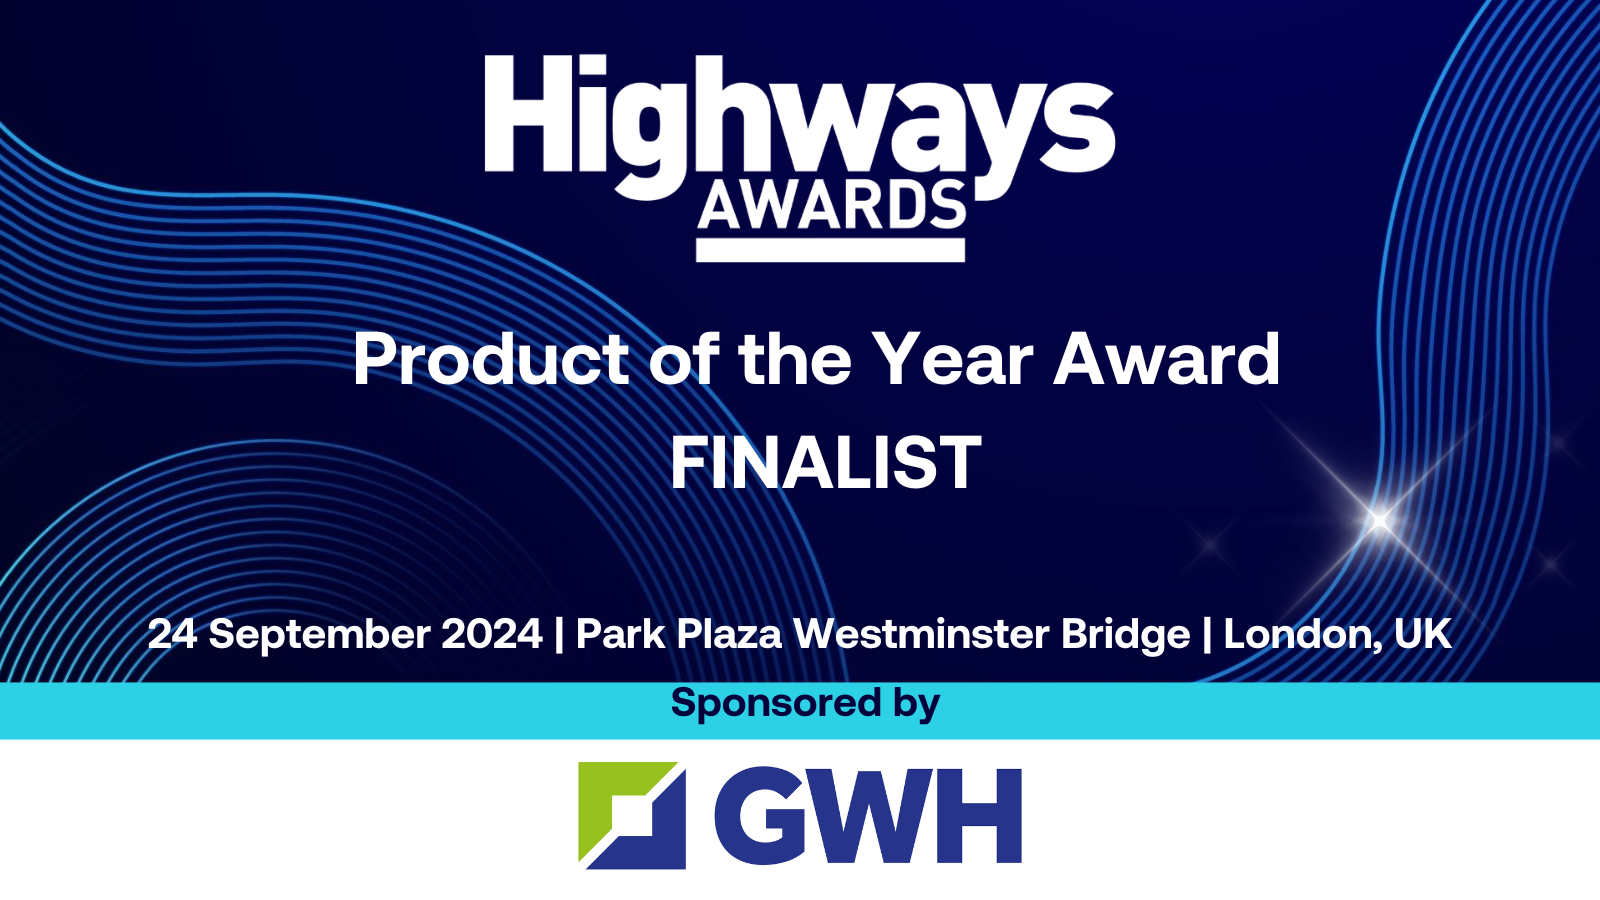 Highways
AWARDS
Product of the Year Award
FINALIST
24 September 2024 | Park Plaza Westminster Bridge | London, UK
Sponsored by
GWH